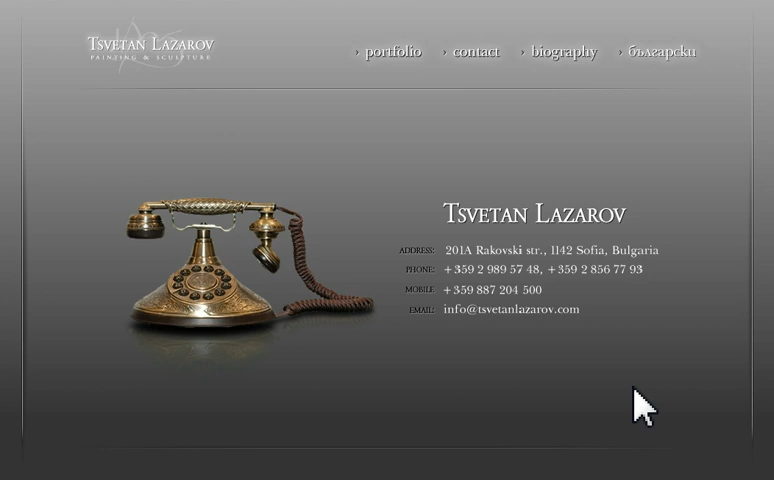 TSVETAN LAZAROV
PAINTING & SCULPTURE
› portfolio › contact › biography › български
TSVETAN LAZAROV
ADDRESS: 201A Rakovski str., 1142 Sofia, Bulgaria
PHONE: +359 2 989 57 48, +359 2 856 77 93
MOBILE +359 887 204 500
EMAIL: info@tsvetanlazarov.com